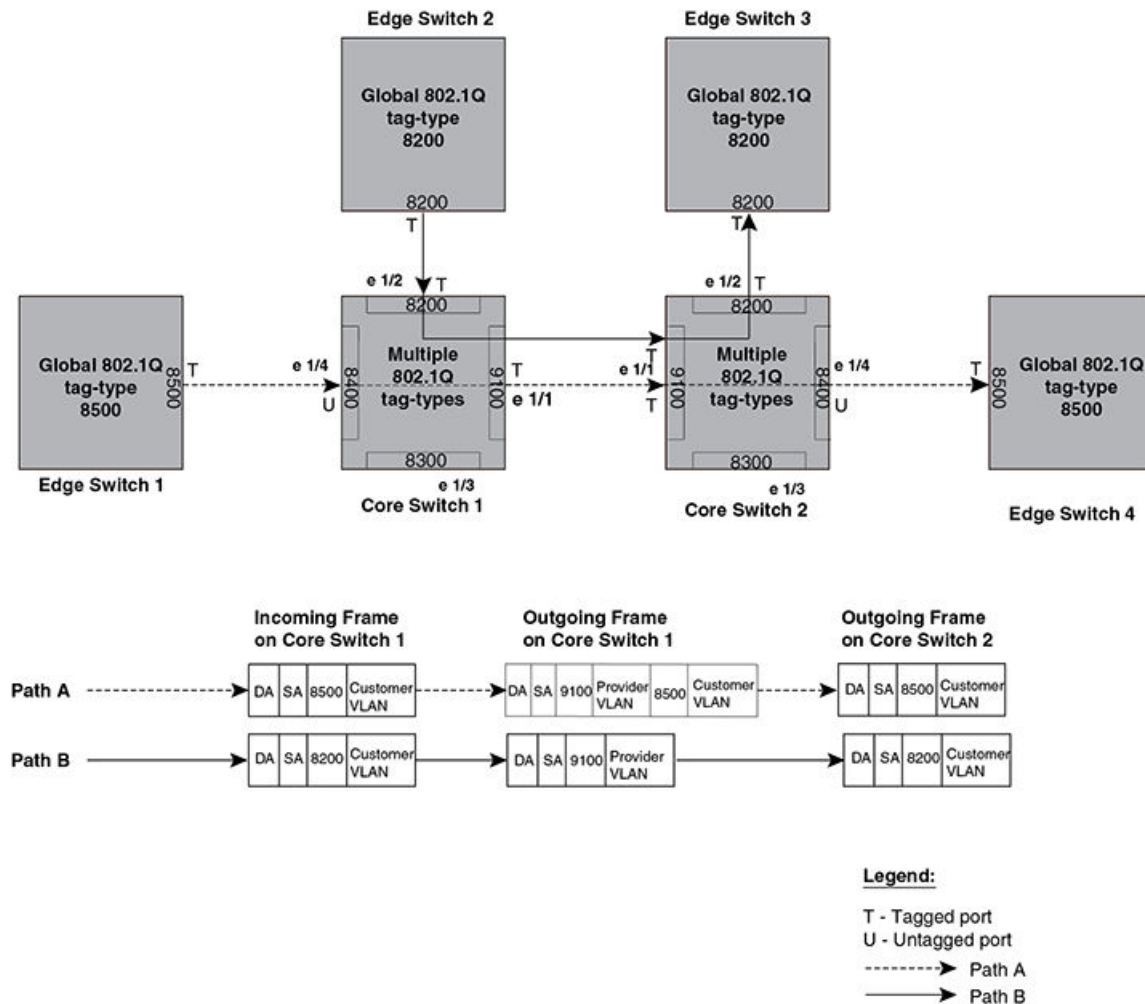 Edge Switch 2
Edge Switch 3
Global 802.1Q
tag-type
8200
8200
T
Global 802.1Q
tag-type
8200
8200
T
e 1/2
T
e 1/2
T
Global 802.1Q
tag-type
8500
8500
T
Edge Switch 1
e 1/4
U
8200
8400
Multiple
802.1Q
tag-types
9100
8300
T
e 1/1
e 1/3
Core Switch 1
T
e 1/1
T
8200
9100
Multiple
802.1Q
tag-types
8400
8300
e 1/4
U
e 1/3
Core Switch 2
T
8500
Global 802.1Q
tag-type
8500
Edge Switch 4
Incoming Frame
on Core Switch 1
Outgoing Frame
on Core Switch 1
Outgoing Frame
on Core Switch 2
Path A
DA SA 8500 Customer
VLAN
DA SA 9100 Provider
VLAN
8500 Customer
VLAN
DA SA 8500 Customer
VLAN
Path B
DA SA 8200 Customer
VLAN
DA SA 9100 Provider
VLAN
DA SA 8200 Customer
VLAN
Legend:
T - Tagged port
U - Untagged port
Path A
Path B